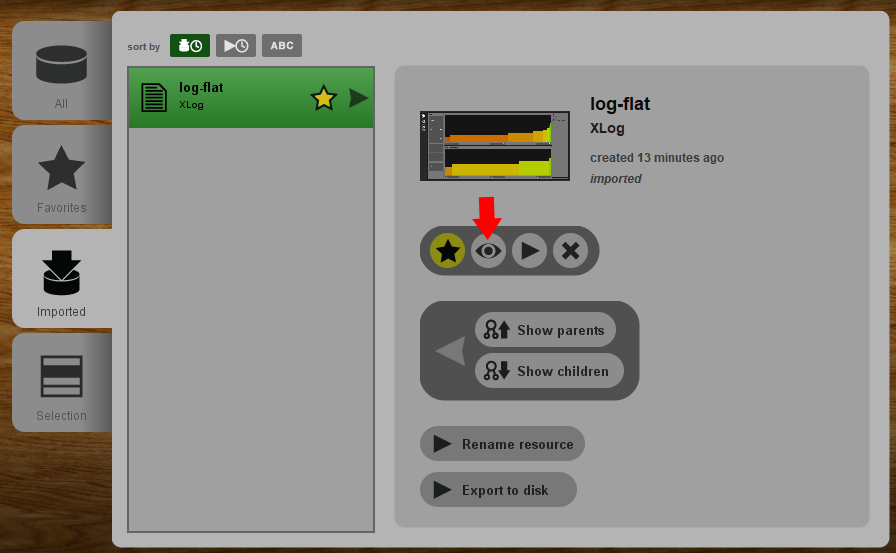 sort by
ABC
All
Favorites
Imported
Selection
log-flat
XLog
log-flat
XLog
created 13 minutes ago
imported
Show parents
Show children
Rename resource
Export to disk